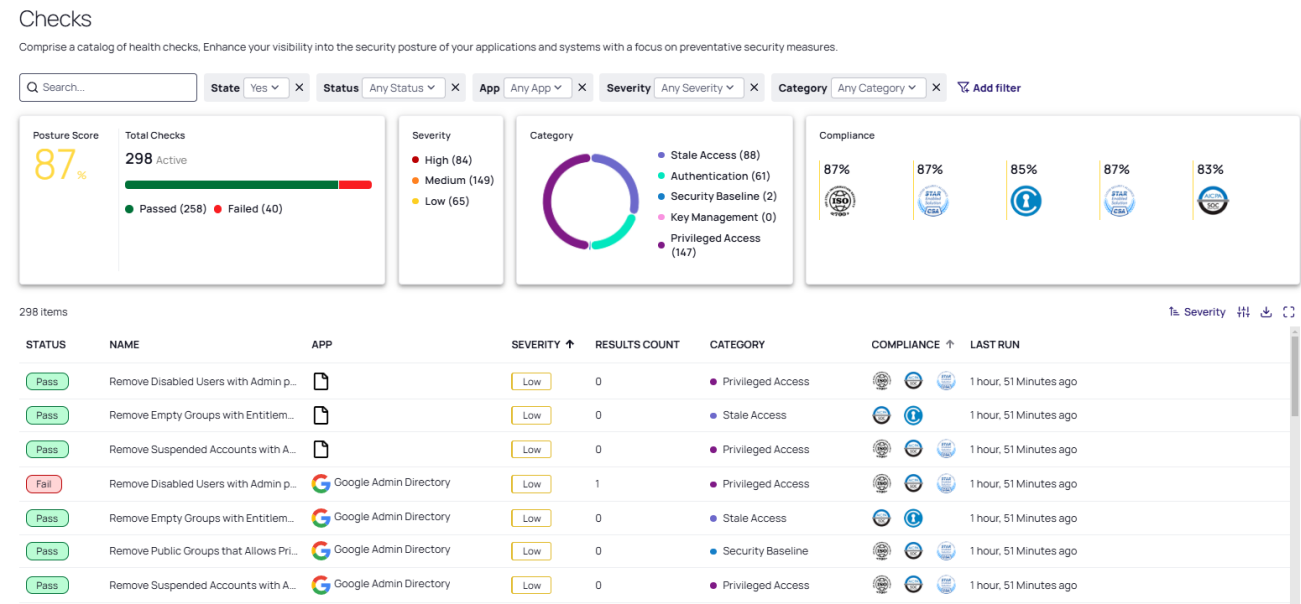 Checks
Comprise a catalog of health checks, Enhance your visibility into the security posture of your applications and systems with a focus on preventative security measures.
Search... State Yes Status Any Status App Any App Severity Any Severity Category Any Category Add filter
Posture Score
87 %
Total Checks
298 Active
Passed (258) Failed (40)
Severity
High (84)
Medium (149)
Low (65)
Category
Stale Access (88)
Authentication (61)
Security Baseline (2)
Key Management (0)
Privileged Access
(147)
Compliance
87% 87% 85% 87% 83%
298 items Severity
STATUS NAME APP SEVERITY RESULTS COUNT CATEGORY COMPLIANCE LAST RUN
Pass Remove Disabled Users with Admin p... Low 0 Privileged Access 1 hour, 51 Minutes ago
Pass Remove Empty Groups with Entitlem... Low 0 Stale Access 1 hour, 51 Minutes ago
Pass Remove Suspended Accounts with A... Low 0 Privileged Access 1 hour, 51 Minutes ago
Fail Remove Disabled Users with Admin p... Google Admin Directory Low 1 Privileged Access 1 hour, 51 Minutes ago
Pass Remove Empty Groups with Entitlem... Google Admin Directory Low 0 Stale Access 1 hour, 51 Minutes ago
Pass Remove Public Groups that Allows Pri... Google Admin Directory Low 0 Security Baseline 1 hour, 51 Minutes ago
Pass Remove Suspended Accounts with A... Google Admin Directory Low 0 Privileged Access 1 hour, 51 Minutes ago